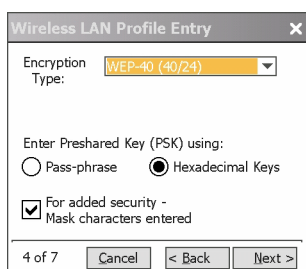 Wireless LAN Profile Entry
Encryption Type:
WEP-40 (40/24)
Enter Preshared Key (PSK) using:
Pass-phrase
Hexadecimal Keys
For added security -
Mask characters entered
4 of 7
Cancel
< Back
Next >